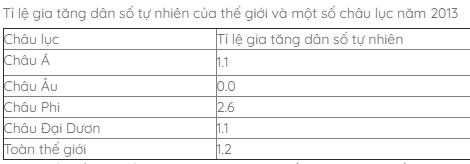 Tỉ lệ gia tăng dân số tự nhiên của thế giới và một số châu lục năm 2013
Châu lục Tỉ lệ gia tăng dân số tự nhiên
Châu Á 1.1
Châu Âu 0.0
Châu Phi 2.6
Châu Đại Dươn 1.1
Toàn thế giới 1.2